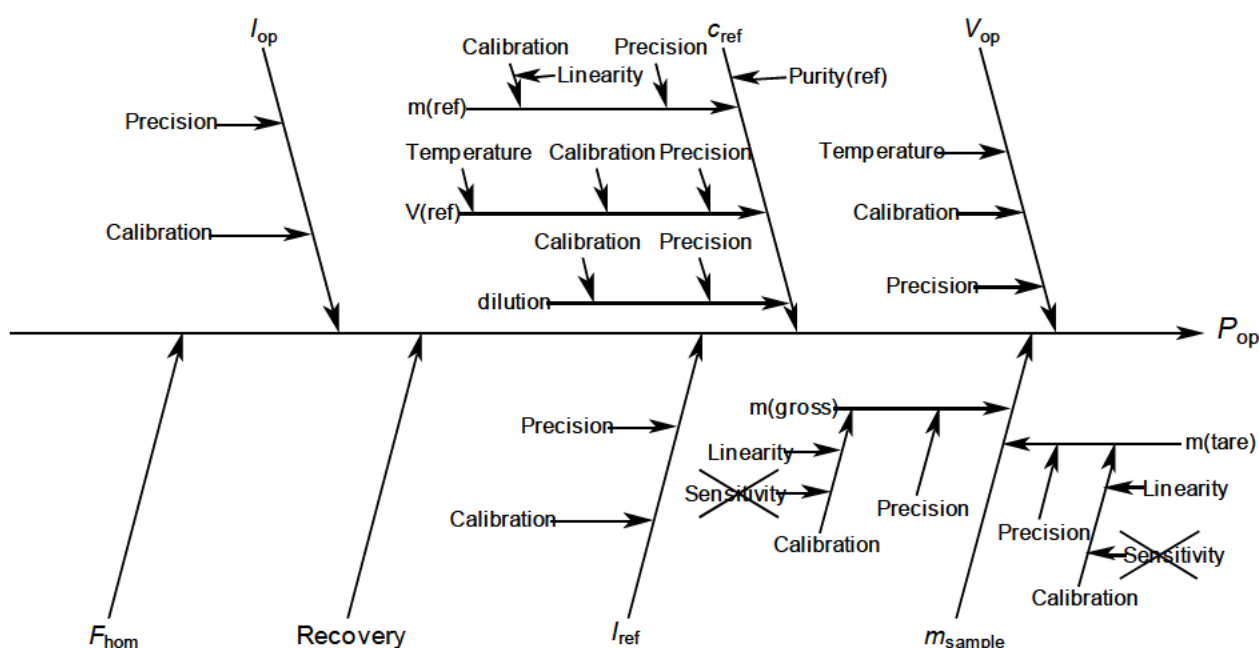 I_op
c_ref
V_op
Calibration
Precision
Linearity
Purity(ref)
m(ref)
Precision
Temperature
Calibration
Precision
Temperature
V(ref)
Calibration
Calibration
Calibration
Precision
Precision
dilution
P_op
m(gross)
Precision
Linearity
m(tare)
Sensitivity
Linearity
Calibration
Precision
Precision
Calibration
Sensitivity
Calibration
F_hom
Recovery
I_ref
m_sample